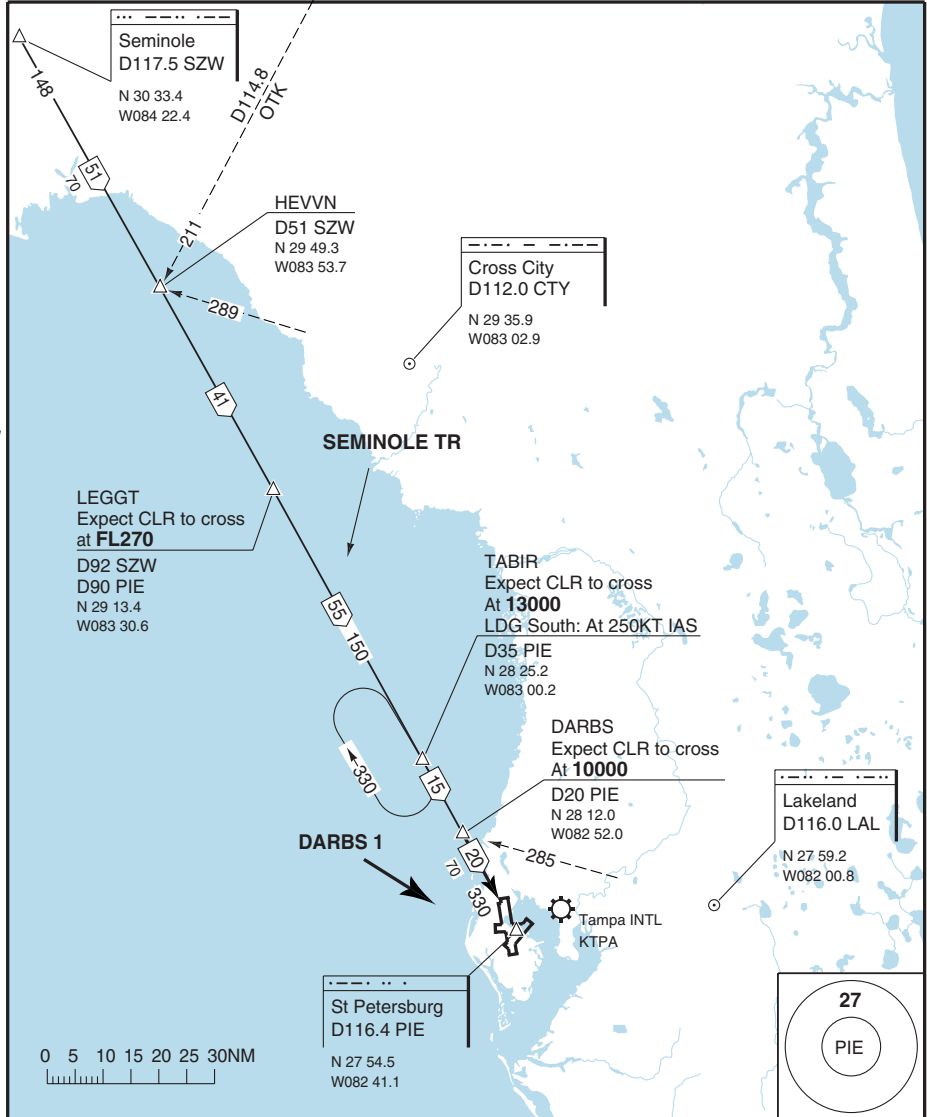 Seminole
D117.5 SZW
N 30 33.4
W084 22.4
148
D114.8
OTK
51
70
211
HEVVN
D51 SZW
N 29 49.3
W083 53.7
289
Cross City
D112.0 CTY
N 29 35.9
W083 02.9
41
SEMINOLE TR
LEGGT
Expect CLR to cross
at FL270
D92 SZW
D90 PIE
N 29 13.4
W083 30.6
TABIR
Expect CLR to cross
At 13000
LDG South: At 250KT IAS
D35 PIE
N 28 25.2
W083 00.2
55
150
330
15
DARBS
Expect CLR to cross
At 10000
D20 PIE
N 28 12.0
W082 52.0
Lakeland
D116.0 LAL
N 27 59.2
W082 00.8
DARBS 1
20
70
330
285
Tampa INTL
KTPA
St Petersburg
D116.4 PIE
N 27 54.5
W082 41.1
27
PIE
0 5 10 15 20 25 30NM